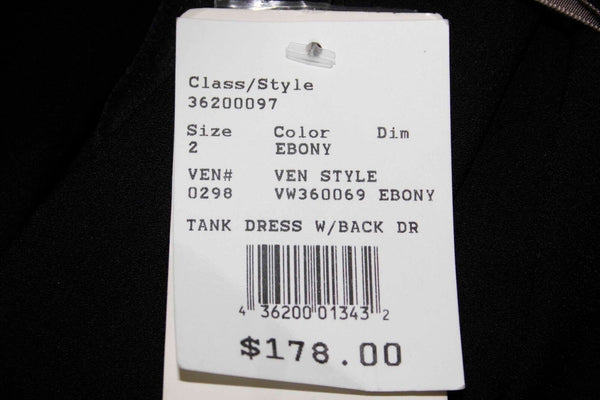 Class/Style
36200097
Size Color Dim
2 EBONY
VEN# VEN STYLE
0298 VW360069 EBONY
TANK DRESS W/BACK DR
4 36200 01343 2
$178.00